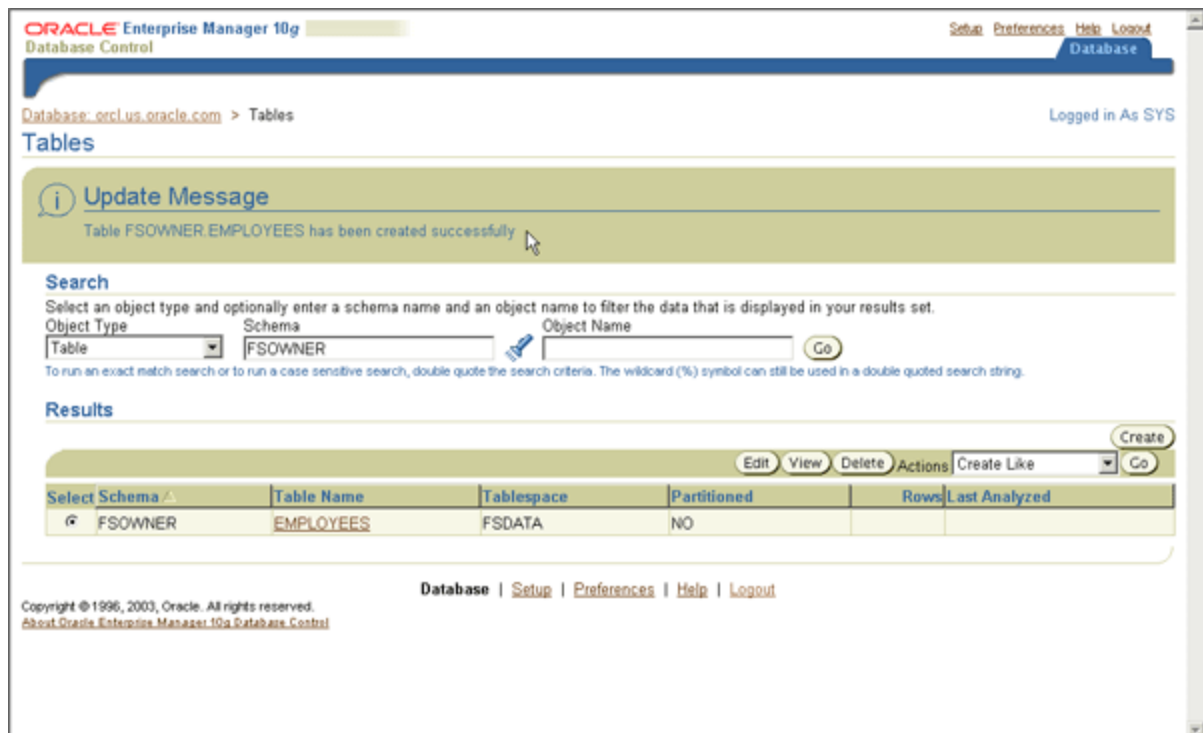 ORACLE Enterprise Manager 10g
Database Control
Setup Preferences Help Logout
Database
Database: orcl.us.oracle.com > Tables
Logged in As SYS
Tables
i Update Message
Table FSOWNER.EMPLOYEES has been created successfully
Search
Select an object type and optionally enter a schema name and an object name to filter the data that is displayed in your results set.
Object Type Schema Object Name
Table FSOWNER Go
To run an exact match search or to run a case sensitive search, double quote the search criteria. The wildcard (%) symbol can still be used in a double quoted search string.
Results
Create
Edit View Delete Actions Create Like Go
Select Schema Table Name Tablespace Partitioned Rows Last Analyzed
FSOWNER EMPLOYEES FSDATA NO
Database | Setup | Preferences | Help | Logout
Copyright © 1996, 2003, Oracle. All rights reserved.
About Oracle Enterprise Manager 10g Database Control